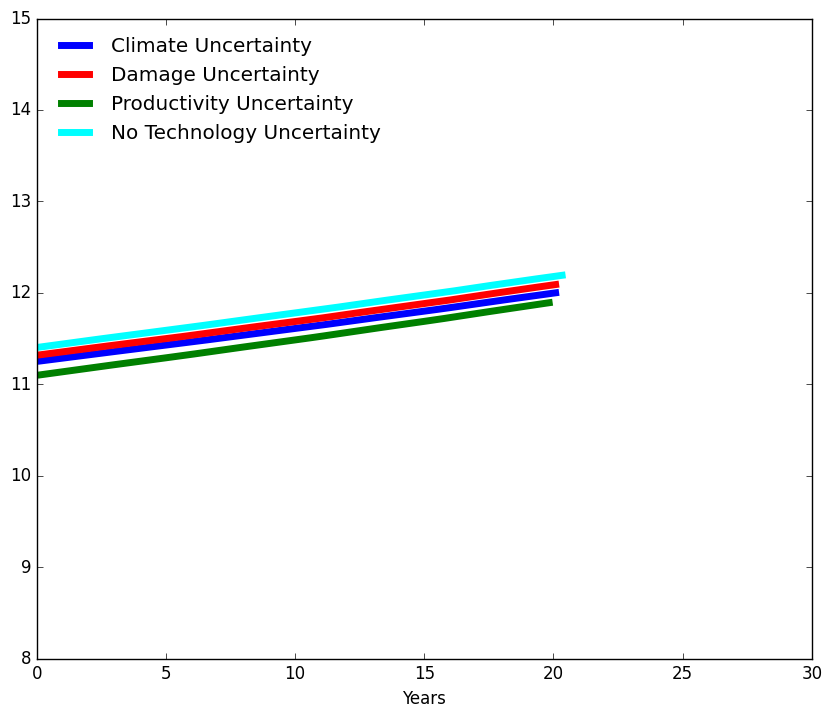 15
14
13
12
11
10
9
8
Climate Uncertainty
Damage Uncertainty
Productivity Uncertainty
No Technology Uncertainty
0 5 10 15 20 25 30
Years